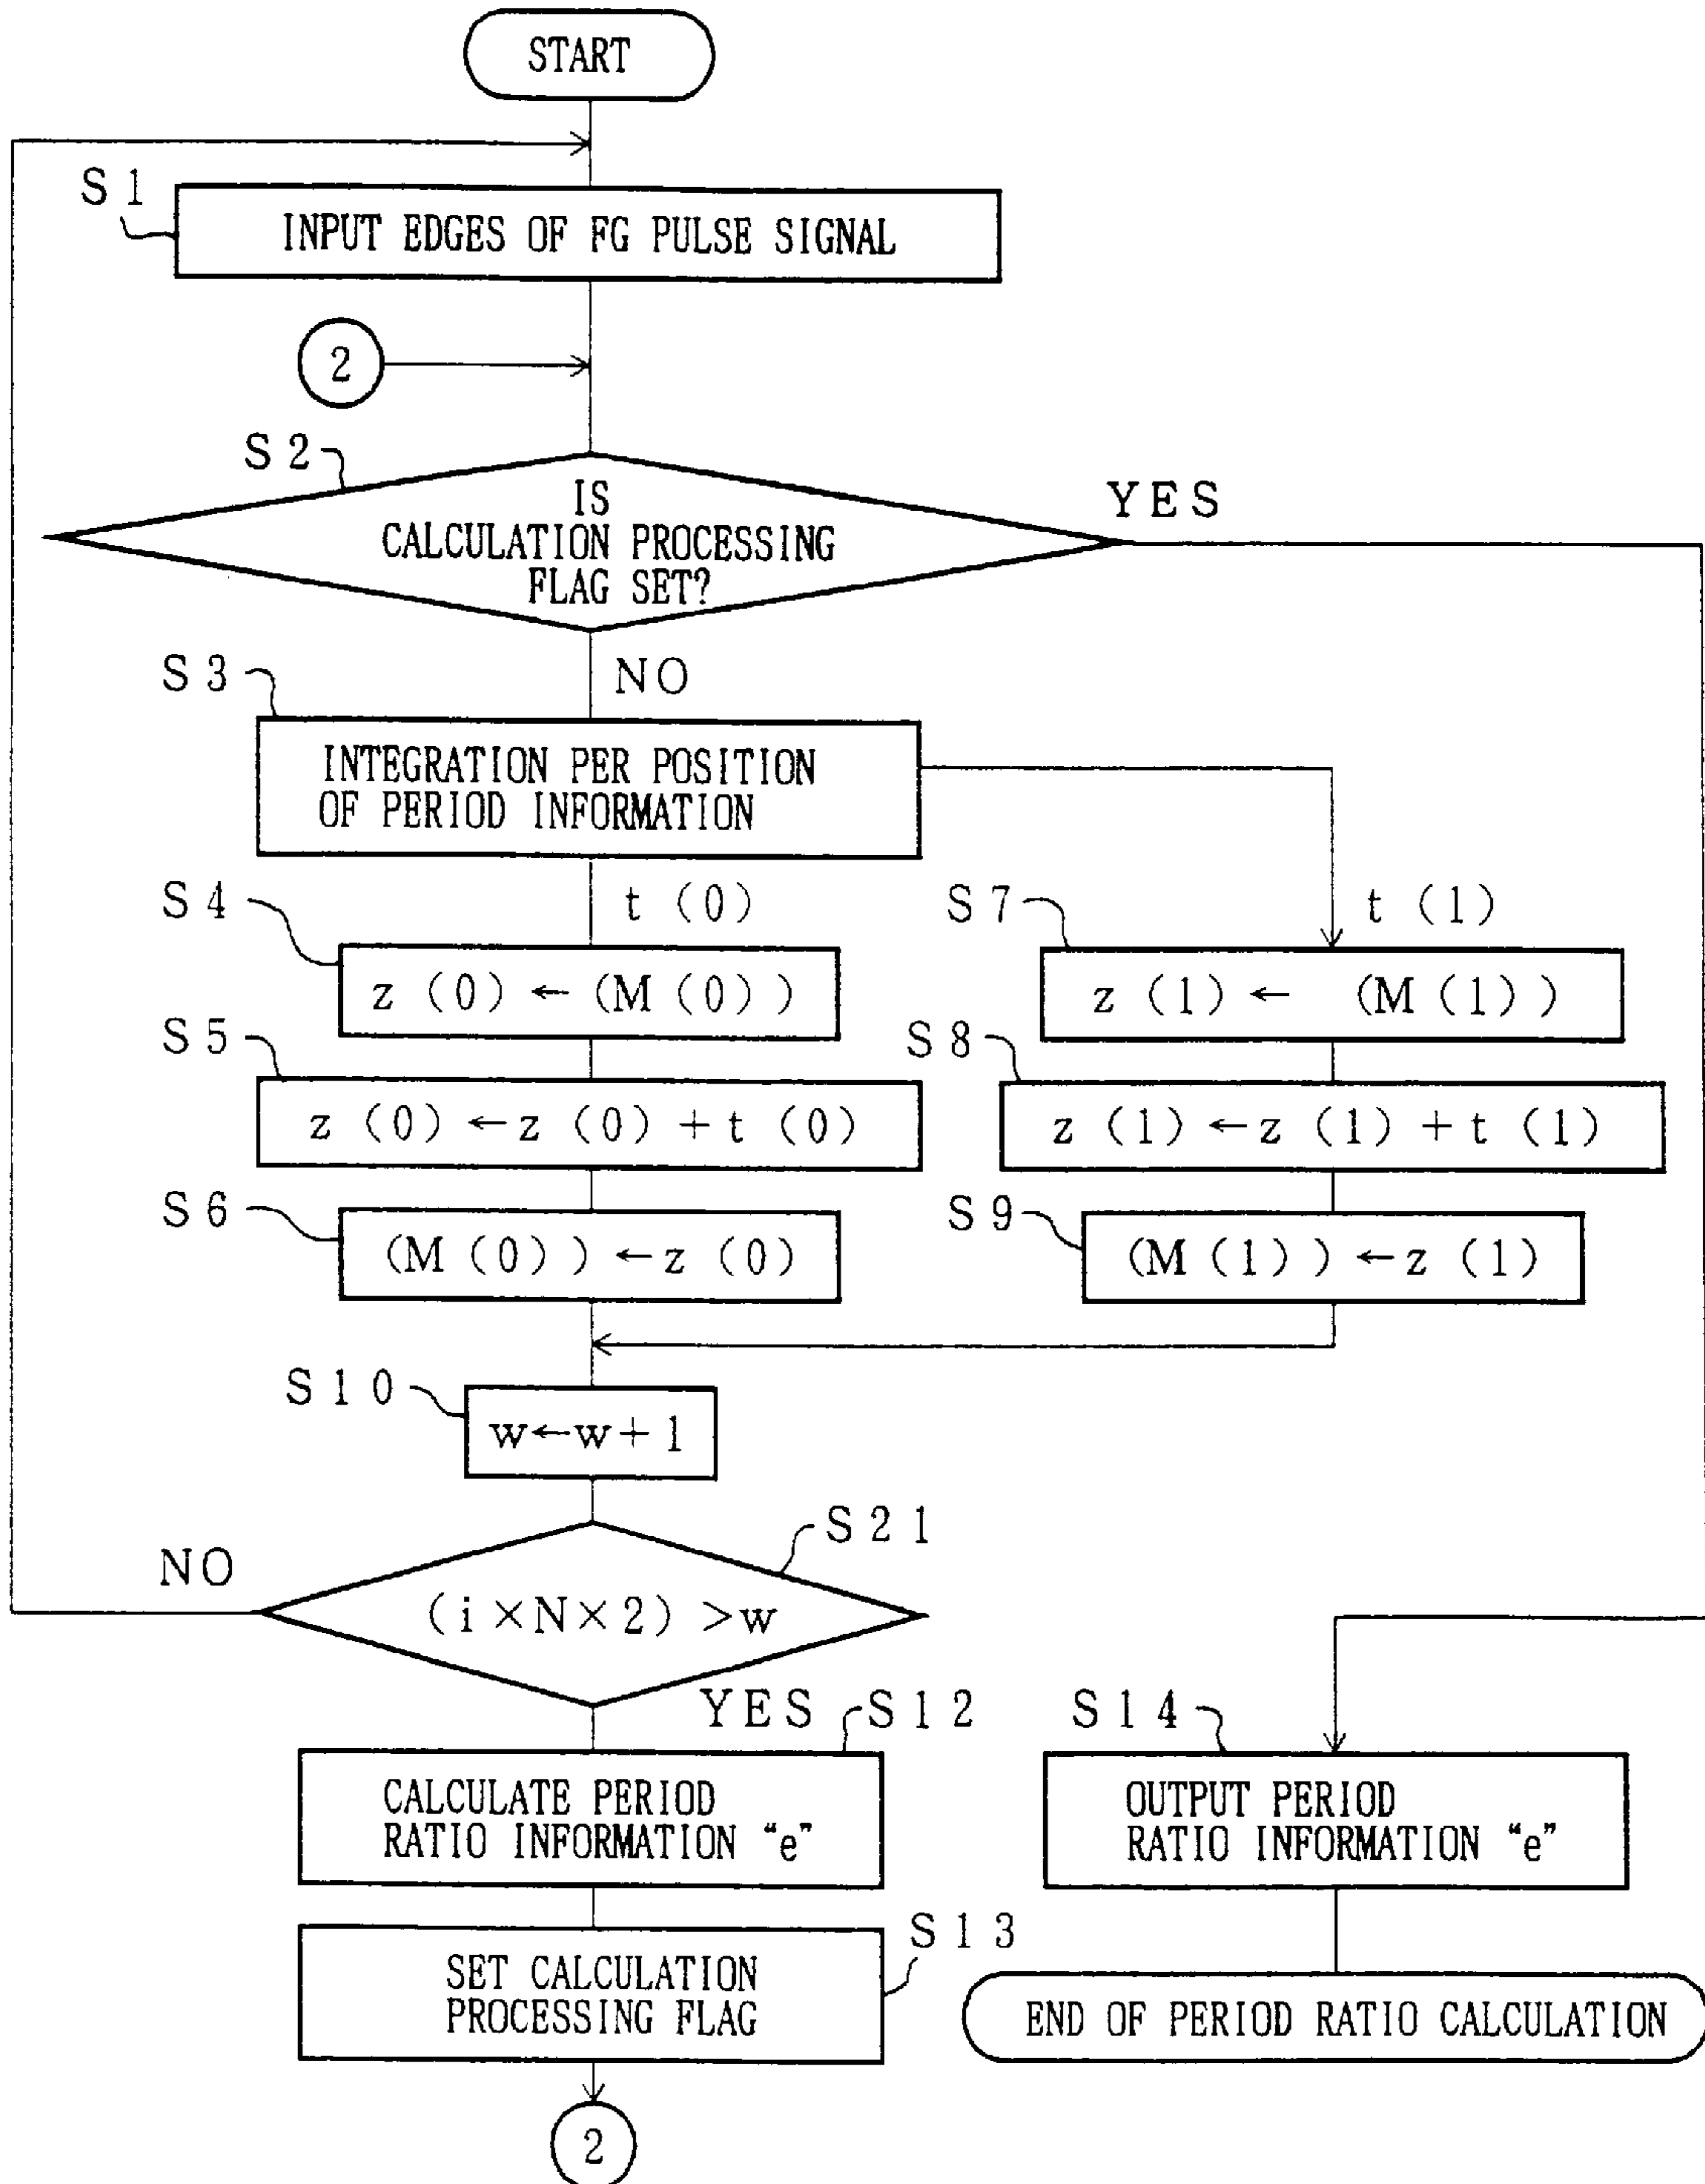 START
S1
INPUT EDGES OF FG PULSE SIGNAL
2
S2
IS
CALCULATION PROCESSING
FLAG SET?
YES
NO
S3
INTEGRATION PER POSITION
OF PERIOD INFORMATION
S4
t (0)
S7
t (1)
z (0) ← (M (0))
z (1) ← (M (1))
S5
S8
z (0) ← z (0) + t (0)
z (1) ← z (1) + t (1)
S6
S9
(M (0)) ← z (0)
(M (1)) ← z (1)
S10
w←w+1
S21
NO
(i×N×2) >w
YES
S12
S14
CALCULATE PERIOD
RATIO INFORMATION “e”
OUTPUT PERIOD
RATIO INFORMATION “e”
S13
SET CALCULATION
PROCESSING FLAG
END OF PERIOD RATIO CALCULATION
2